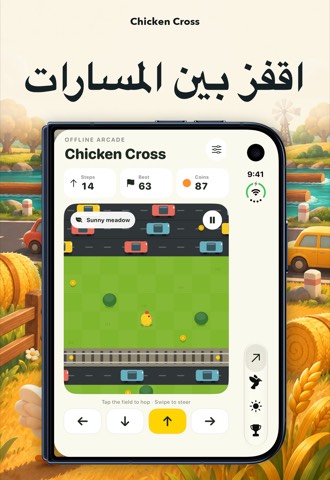 Chicken Cross
اقفز بين المسارات
OFFLINE ARCADE
Chicken Cross
9:41
Steps
14
Best
63
Coins
87
Sunny meadow
Tap the field to hop · Swipe to steer